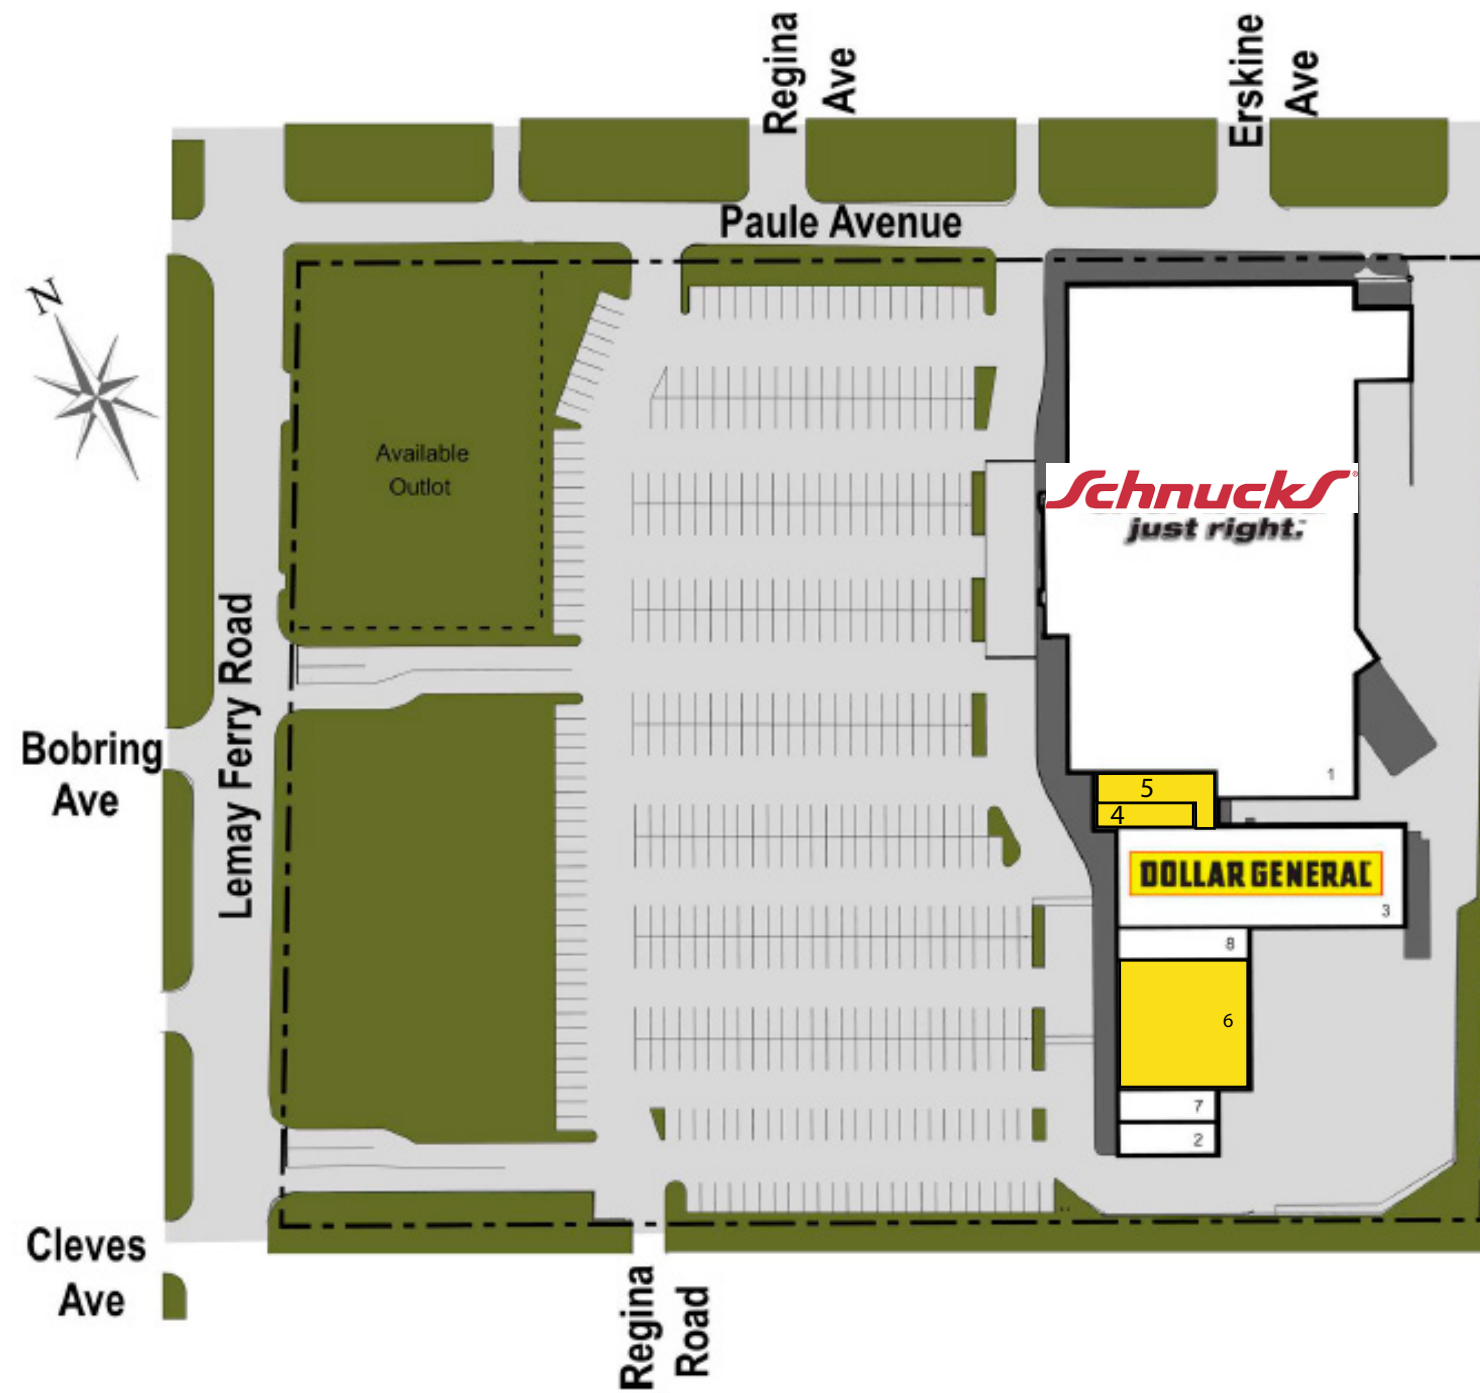 Regina
Ave
Erskine
Ave
Paule Avenue
N
Available
Outlot
Schnucks®
just right.™
Lemay Ferry Road
Bobring
Ave
1
5
4
DOLLAR GENERAL
3
8
6
7
2
Cleves
Ave
Regina
Road